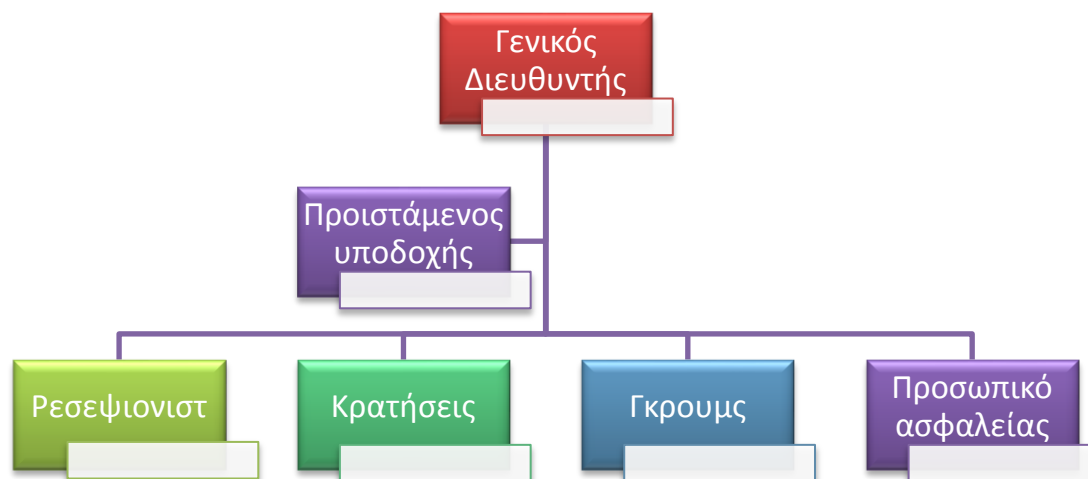 Γενικός
Διευθυντής
Προιστάμενος
υποδοχής
Ρεσεψιονιστ
Κρατήσεις
Γκρουμς
Προσωπικό
ασφαλείας